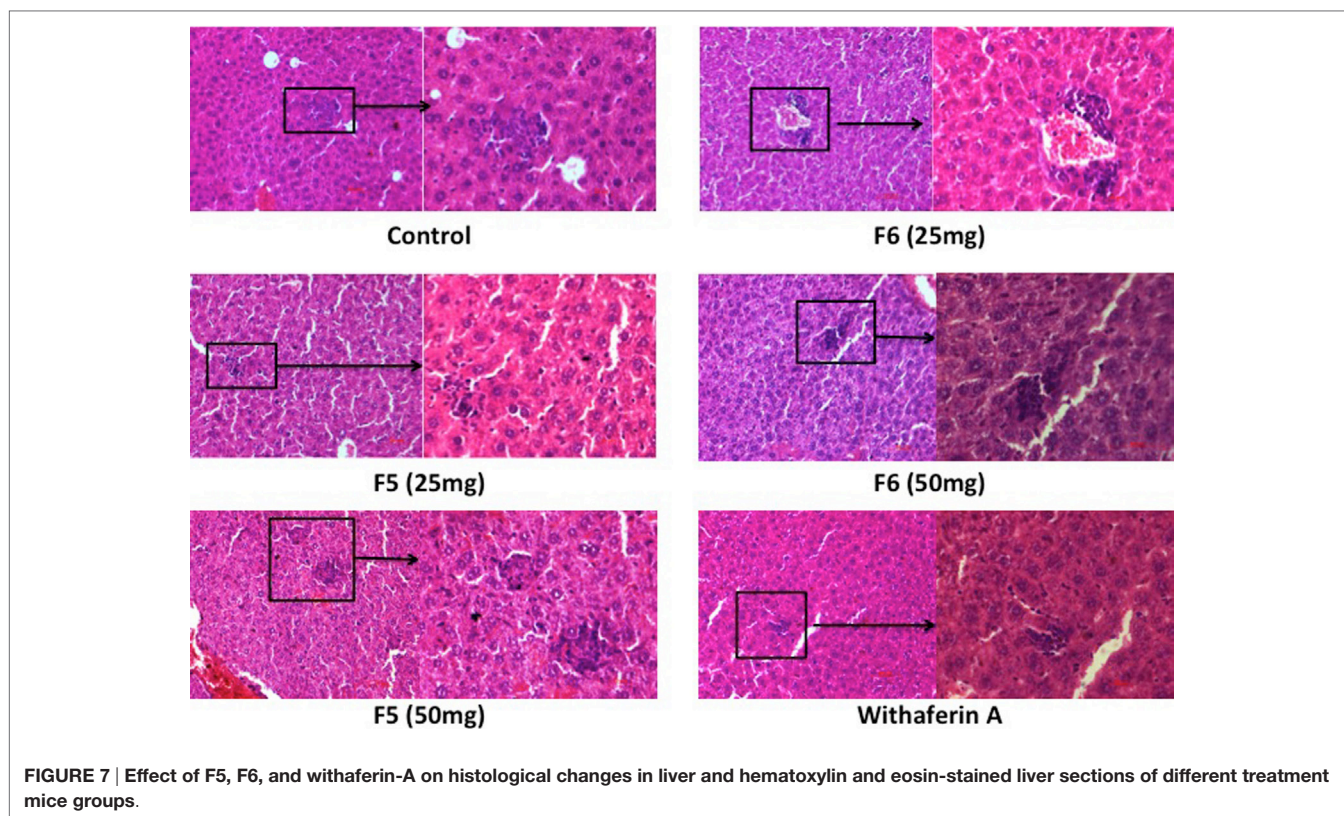 Control
F6 (25mg)
F5 (25mg)
F6 (50mg)
F5 (50mg)
Withaferin A
FIGURE 7 | Effect of F5, F6, and withaferin-A on histological changes in liver and hematoxylin and eosin-stained liver sections of different treatment
mice groups.